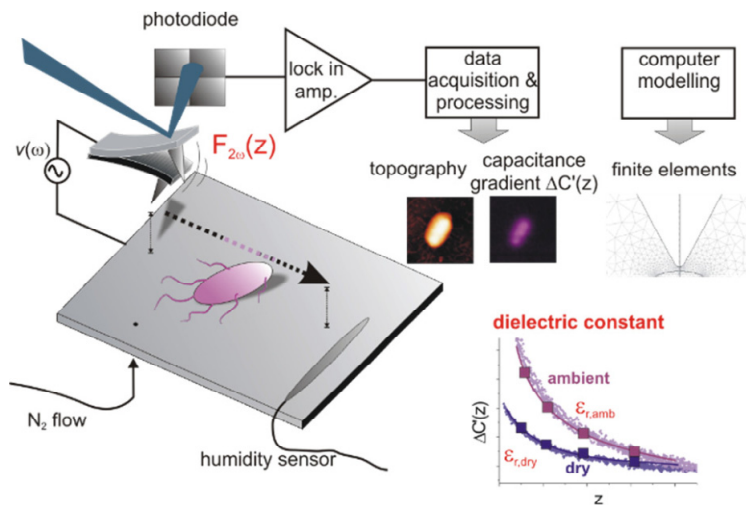 photodiode
lock in
amp.
data
acquisition &
processing
computer
modelling
v(ω)
F2ω(z)
topography
capacitance
gradient ΔC'(z)
finite elements
N2 flow
humidity sensor
dielectric constant
ambient
εr,amb
εr,dry
dry
ΔC'(z)
z